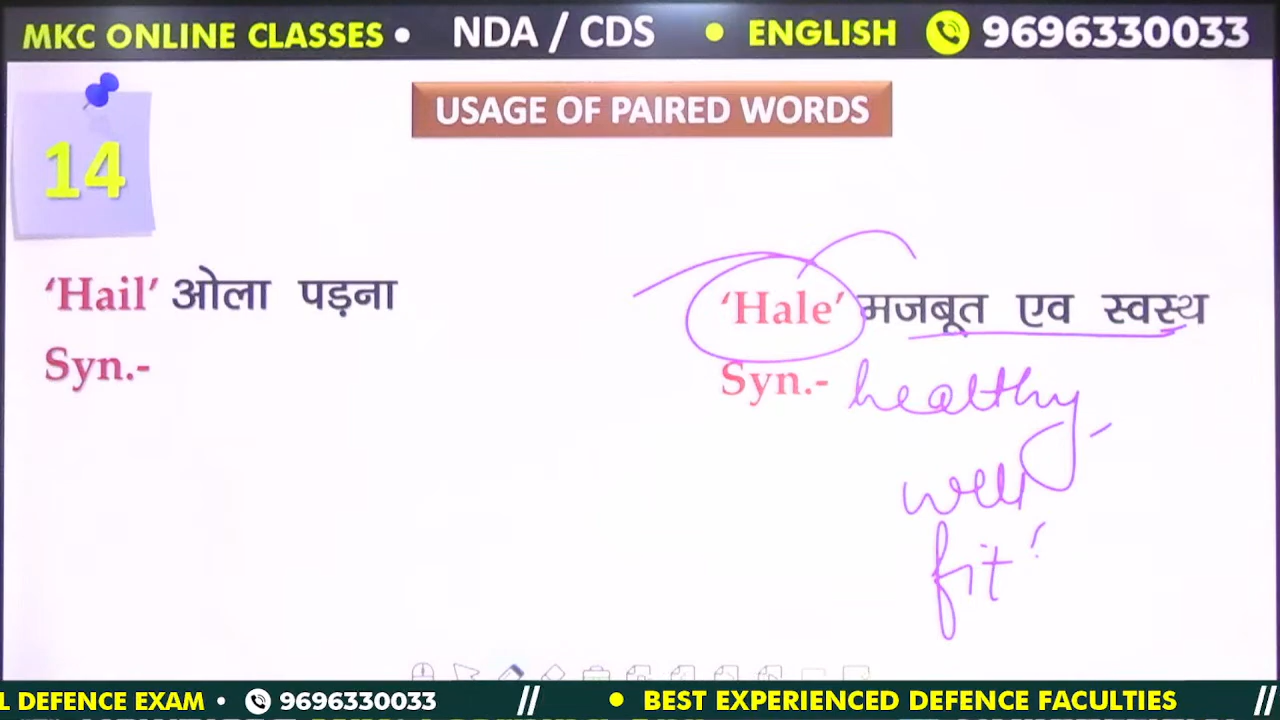 MKC ONLINE CLASSES • NDA / CDS • ENGLISH 9696330033
USAGE OF PAIRED WORDS
14
‘Hail’ ओला पड़ना
Syn.-
‘Hale’ मजबूत एव स्वस्थ
Syn.- healthy
well
fit
L DEFENCE EXAM • 9696330033 // • BEST EXPERIENCED DEFENCE FACULTIES //